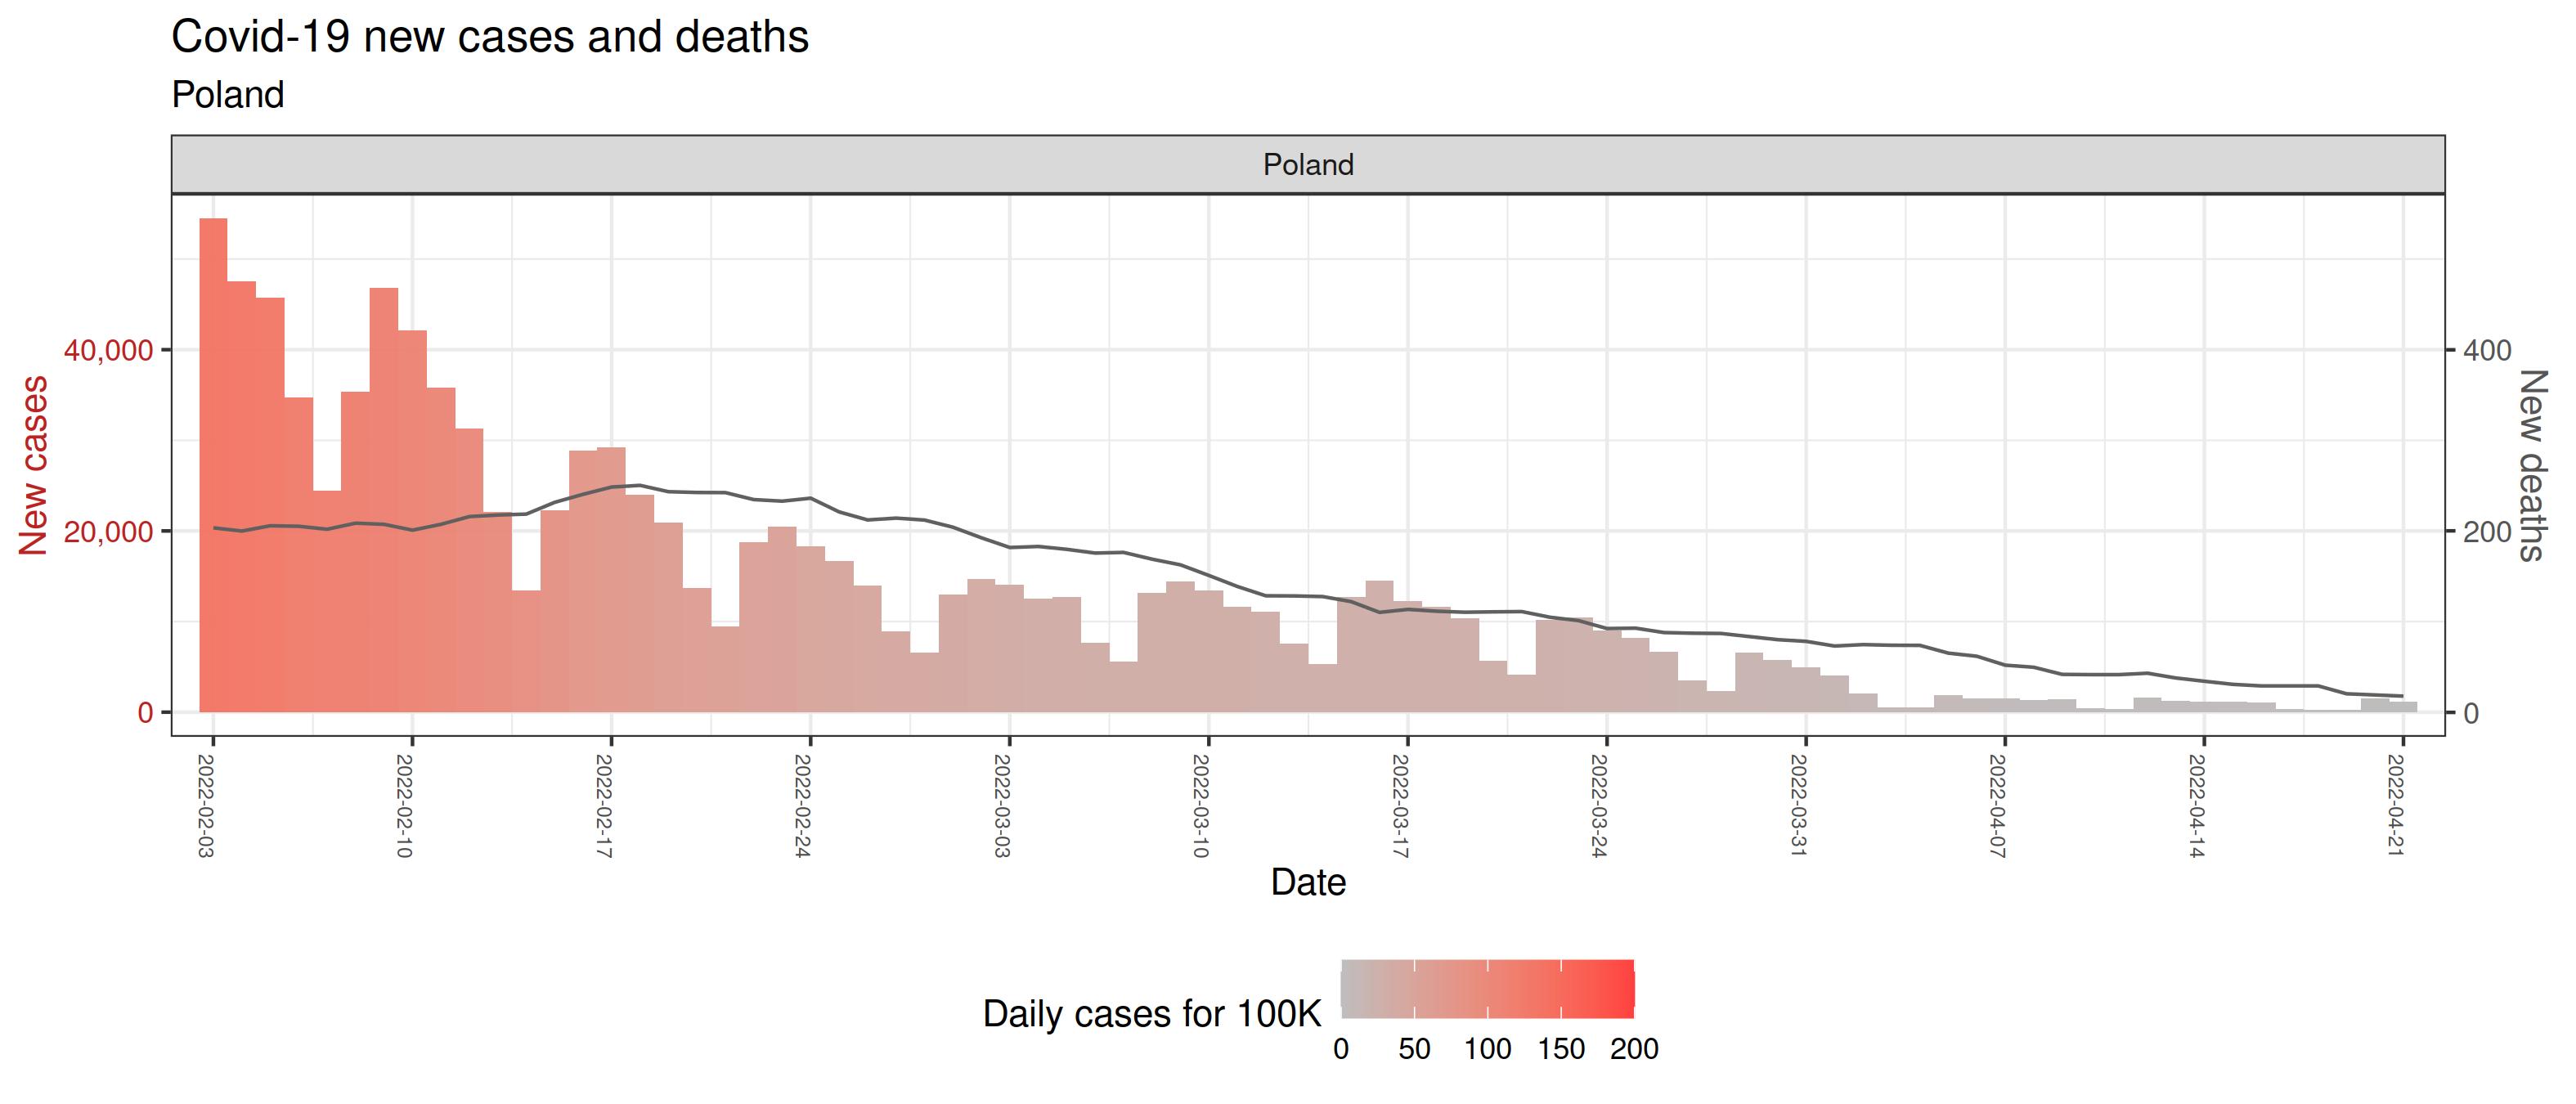 Covid-19 new cases and deaths
Poland
Poland
New cases
40,000
20,000
0
400
200
0
New deaths
2022-02-03
2022-02-10
2022-02-17
2022-02-24
2022-03-03
2022-03-10
2022-03-17
2022-03-24
2022-03-31
2022-04-07
2022-04-14
2022-04-21
Date
Daily cases for 100K
0 50 100 150 200